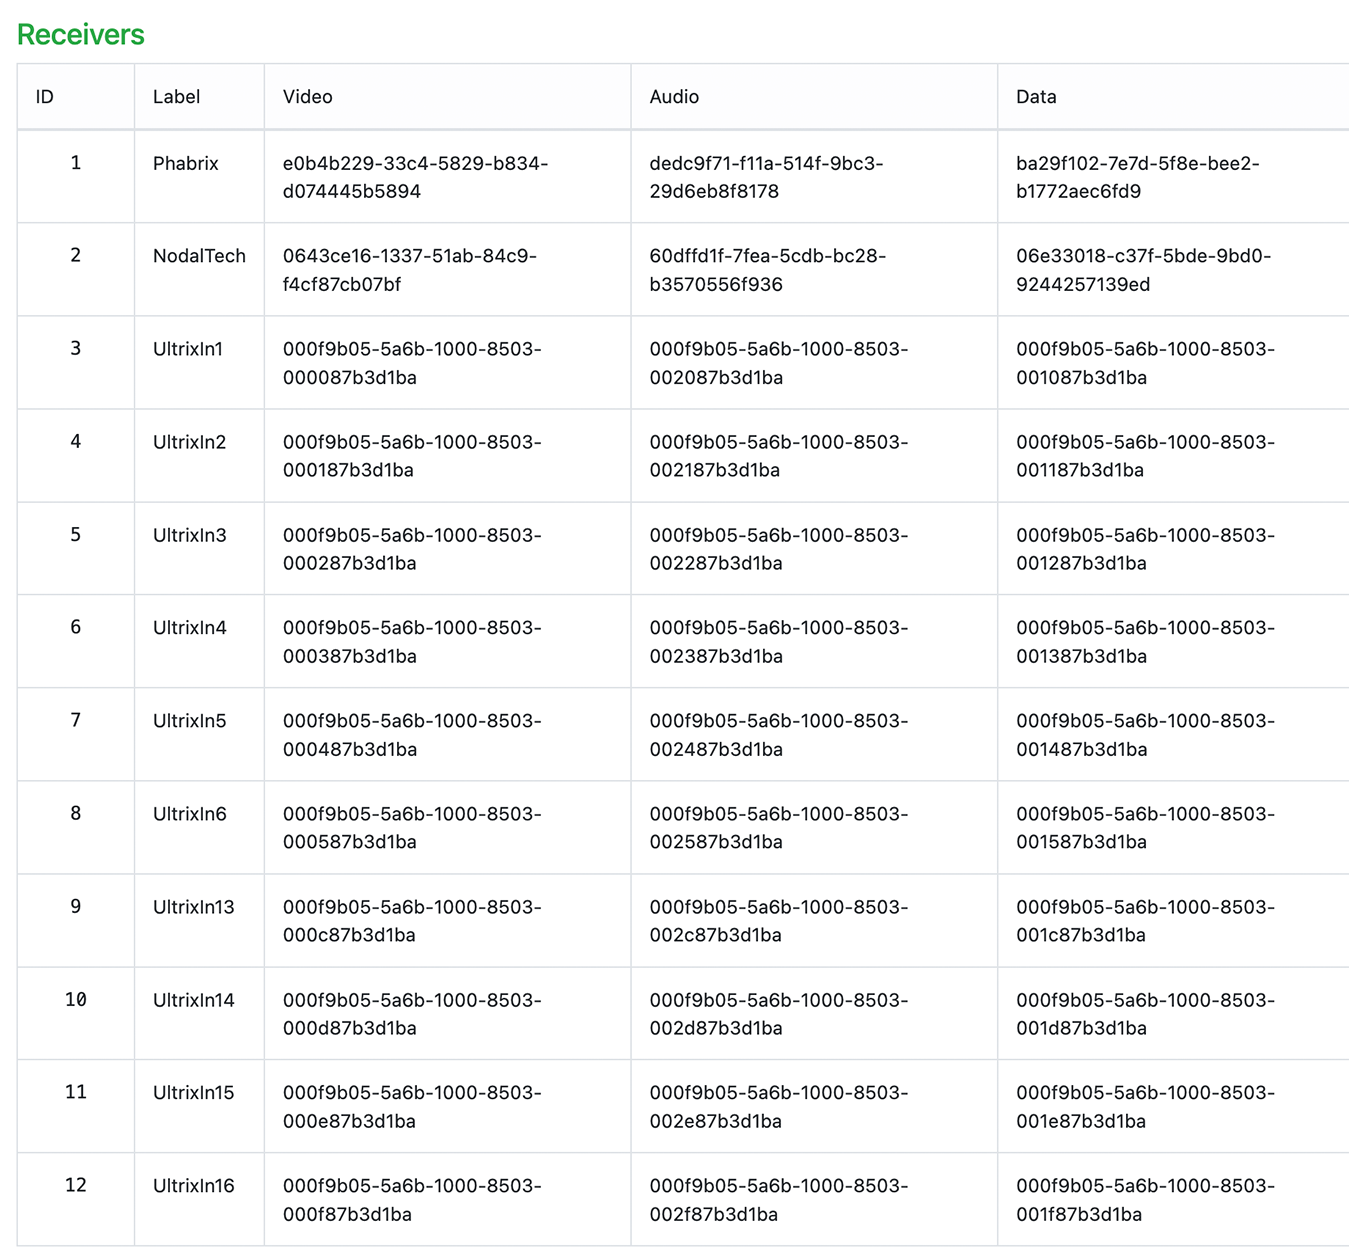 Receivers
ID Label Video Audio Data
1 Phabrix e0b4b229-33c4-5829-b834- dedc9f71-f11a-514f-9bc3- ba29f102-7e7d-5f8e-bee2-
d074445b5894 29d6eb8f8178 b1772aec6fd9
2 NodalTech 0643ce16-1337-51ab-84c9- 60dffd1f-7fea-5cdb-bc28- 06e33018-c37f-5bde-9bd0-
f4cf87cb07bf b3570556f936 9244257139ed
3 UltrixIn1 000f9b05-5a6b-1000-8503- 000f9b05-5a6b-1000-8503- 000f9b05-5a6b-1000-8503-
000087b3d1ba 002087b3d1ba 001087b3d1ba
4 UltrixIn2 000f9b05-5a6b-1000-8503- 000f9b05-5a6b-1000-8503- 000f9b05-5a6b-1000-8503-
000187b3d1ba 002187b3d1ba 001187b3d1ba
5 UltrixIn3 000f9b05-5a6b-1000-8503- 000f9b05-5a6b-1000-8503- 000f9b05-5a6b-1000-8503-
000287b3d1ba 002287b3d1ba 001287b3d1ba
6 UltrixIn4 000f9b05-5a6b-1000-8503- 000f9b05-5a6b-1000-8503- 000f9b05-5a6b-1000-8503-
000387b3d1ba 002387b3d1ba 001387b3d1ba
7 UltrixIn5 000f9b05-5a6b-1000-8503- 000f9b05-5a6b-1000-8503- 000f9b05-5a6b-1000-8503-
000487b3d1ba 002487b3d1ba 001487b3d1ba
8 UltrixIn6 000f9b05-5a6b-1000-8503- 000f9b05-5a6b-1000-8503- 000f9b05-5a6b-1000-8503-
000587b3d1ba 002587b3d1ba 001587b3d1ba
9 UltrixIn13 000f9b05-5a6b-1000-8503- 000f9b05-5a6b-1000-8503- 000f9b05-5a6b-1000-8503-
000c87b3d1ba 002c87b3d1ba 001c87b3d1ba
10 UltrixIn14 000f9b05-5a6b-1000-8503- 000f9b05-5a6b-1000-8503- 000f9b05-5a6b-1000-8503-
000d87b3d1ba 002d87b3d1ba 001d87b3d1ba
11 UltrixIn15 000f9b05-5a6b-1000-8503- 000f9b05-5a6b-1000-8503- 000f9b05-5a6b-1000-8503-
000e87b3d1ba 002e87b3d1ba 001e87b3d1ba
12 UltrixIn16 000f9b05-5a6b-1000-8503- 000f9b05-5a6b-1000-8503- 000f9b05-5a6b-1000-8503-
000f87b3d1ba 002f87b3d1ba 001f87b3d1ba